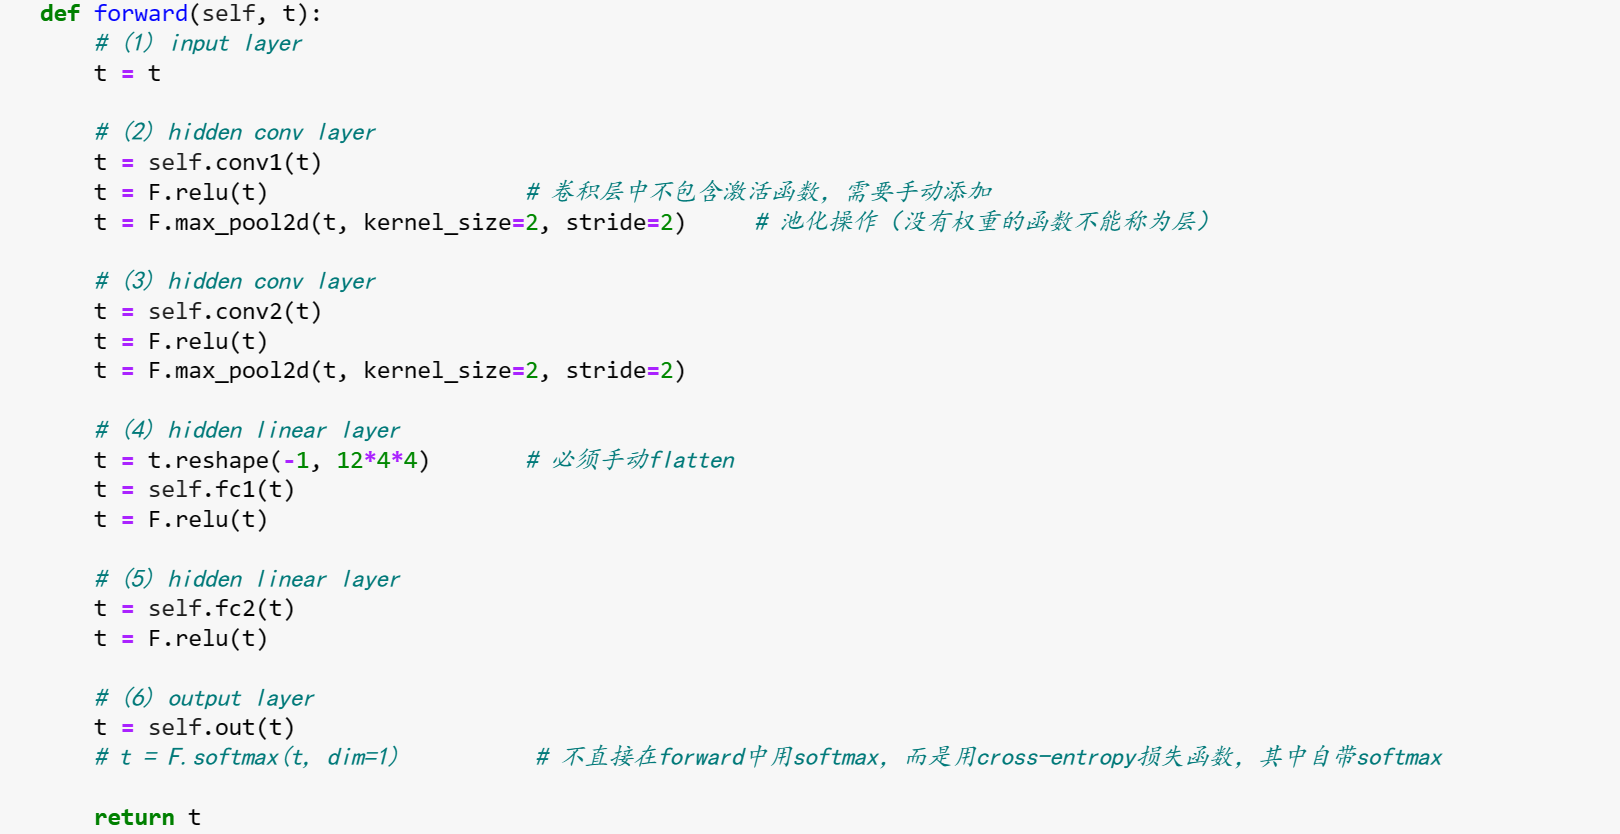 def forward(self, t):
# (1) input layer
t = t
# (2) hidden conv layer
t = self.conv1(t)
t = F.relu(t) # 卷积层中不包含激活函数，需要手动添加
t = F.max_pool2d(t, kernel_size=2, stride=2) # 池化操作（没有权重的函数不能称为层）
# (3) hidden conv layer
t = self.conv2(t)
t = F.relu(t)
t = F.max_pool2d(t, kernel_size=2, stride=2)
# (4) hidden linear layer
t = t.reshape(-1, 12*4*4) # 必须手动flatten
t = self.fc1(t)
t = F.relu(t)
# (5) hidden linear layer
t = self.fc2(t)
t = F.relu(t)
# (6) output layer
t = self.out(t)
# t = F.softmax(t, dim=1) # 不直接在forward中用softmax，而是用cross-entropy损失函数，其中自带softmax
return t